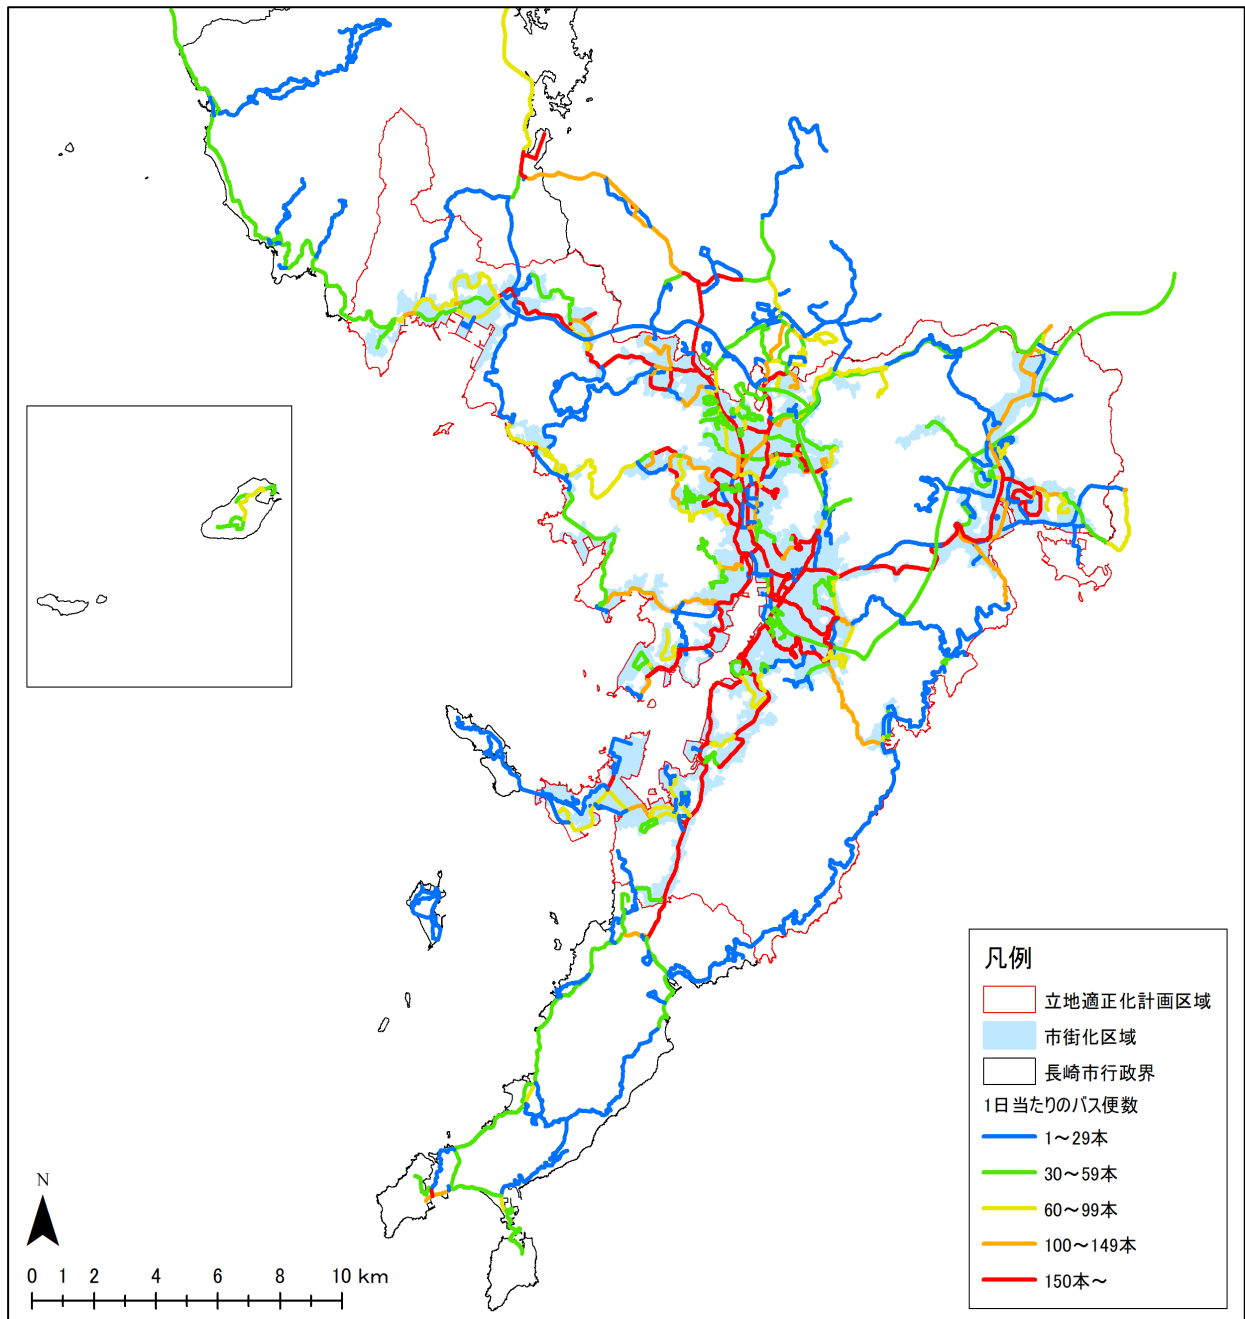 凡例
立地適正化計画区域
市街化区域
長崎市行政界
1日当たりのバス便数
1～29本
30～59本
60～99本
100～149本
150本～
N
0 1 2 4 6 8 10 km